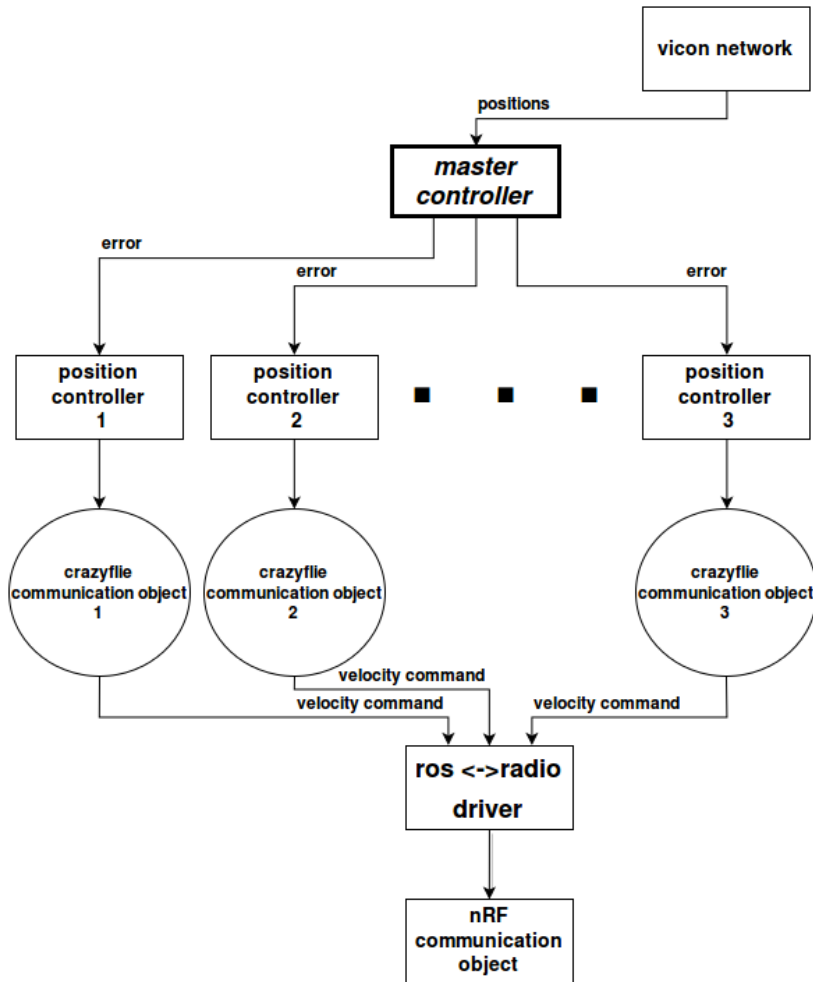 vicon network
positions
master
controller
error
error
error
position
controller
1
position
controller
2
position
controller
3
crazyflie
communication object
1
crazyflie
communication object
2
crazyflie
communication object
3
velocity command
velocity command
velocity command
ros <->radio
driver
nRF
communication
object